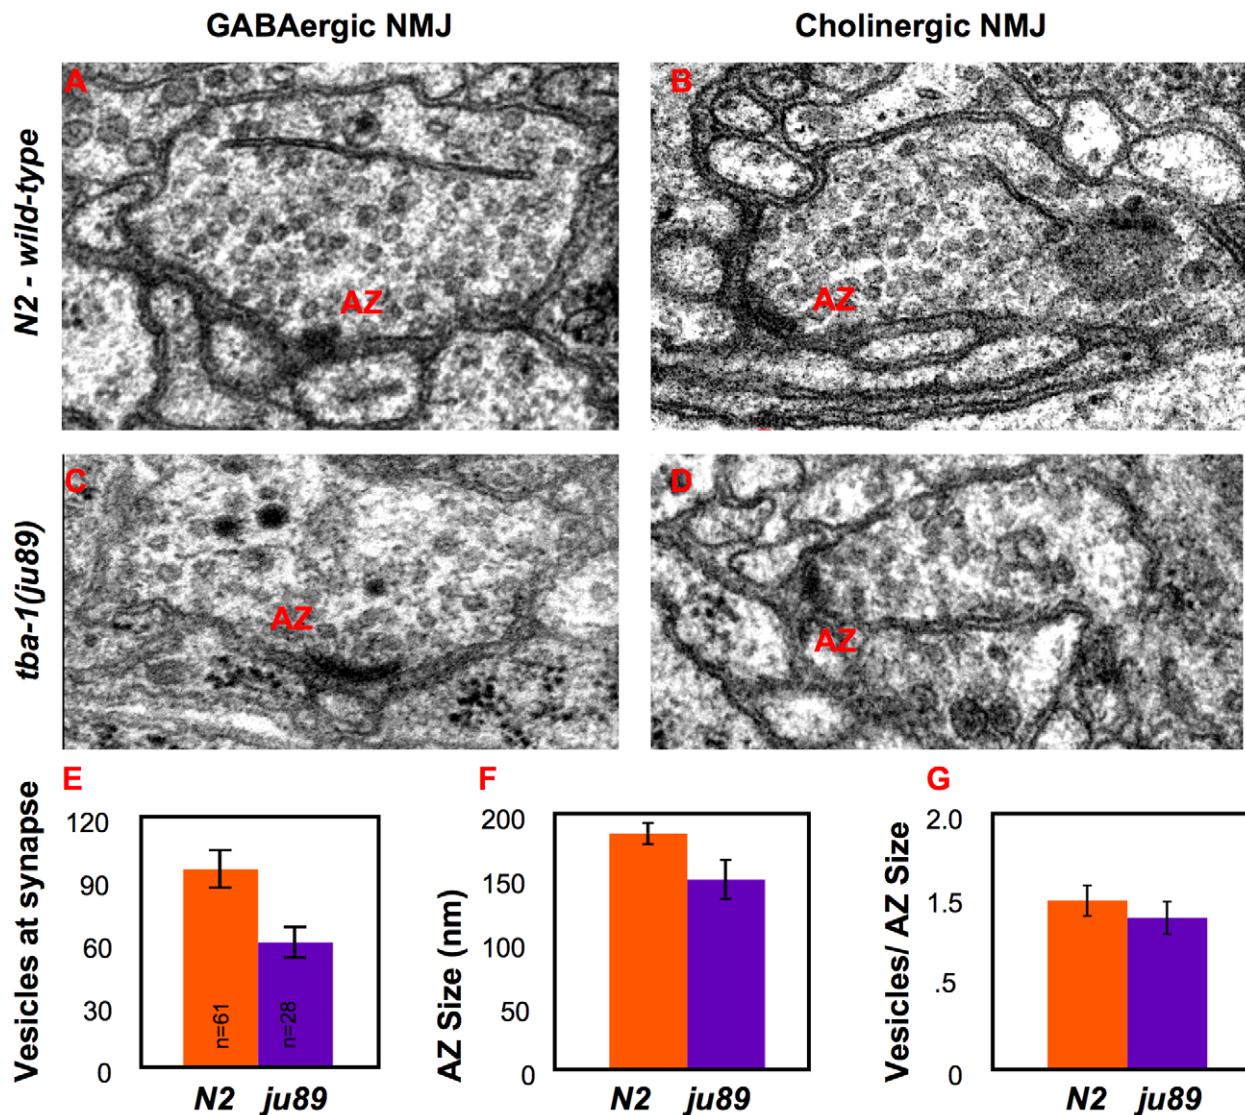 GABAergic NMJ
Cholinergic NMJ
N2 - wild-type
A
AZ
B
AZ
tba-1(ju89)
C
AZ
D
AZ
E
Vesicles at synapse
120
90
60
30
0
n=61
n=28
N2 ju89
F
AZ Size (nm)
200
150
100
50
0
N2 ju89
G
Vesicles/ AZ Size
2.0
1.5
.5
0
N2 ju89